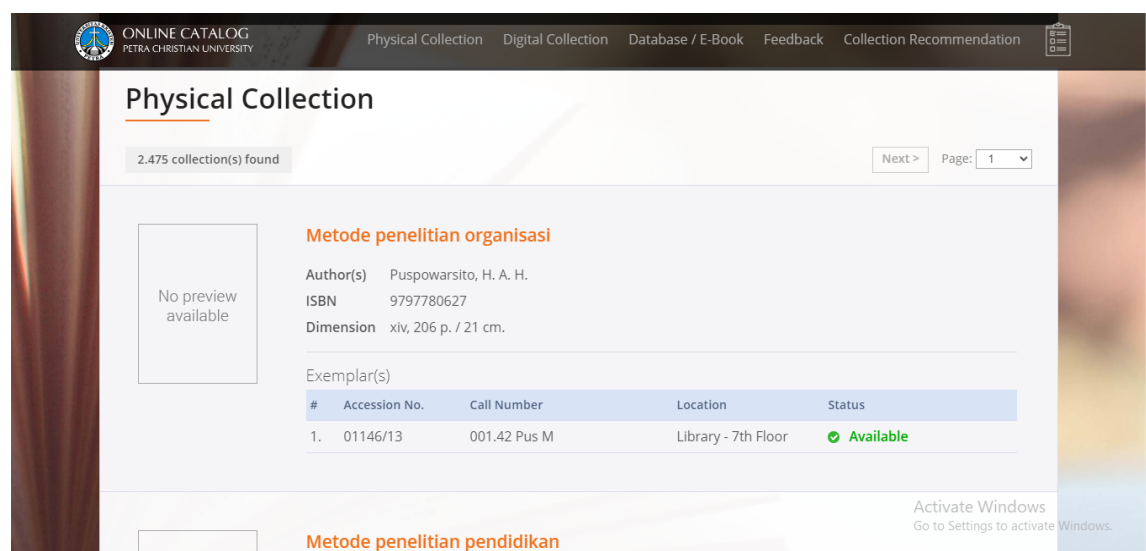 ONLINE CATALOG
PETRA CHRISTIAN UNIVERSITY
Physical Collection Digital Collection Database / E-Book Feedback Collection Recommendation
Physical Collection
2.475 collection(s) found
Next > Page: 1
No preview available
Metode penelitian organisasi
Author(s) Puspowarsito, H. A. H.
ISBN 9797780627
Dimension xiv, 206 p. / 21 cm.
Exemplar(s)
# Accession No. Call Number Location Status
1. 01146/13 001.42 Pus M Library - 7th Floor Available
Activate Windows
Go to Settings to activate Windows.
Metode penelitian pendidikan